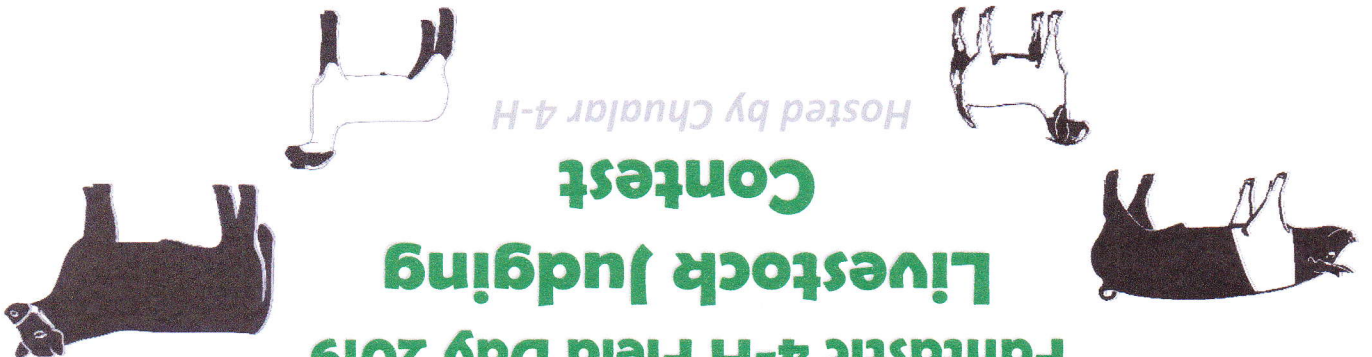 Fantastic 4-H Field Day 2019
Livestock Judging
Contest
Hosted by Chualar 4-H